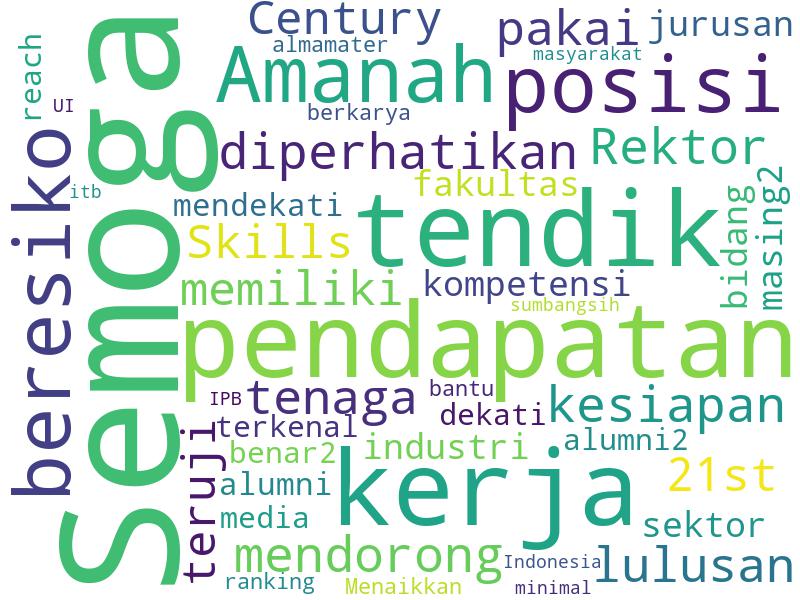 Century
pakai
jurusan
almamater
masyarakat
reach
UI
Amanah
posisi
berkarya
diperhatikan
Rektor
Semoga
beresiko
itb
fakultas
mendekati
tendik
bidang
masing2
Skills
memiliki
kompetensi
sumbangsih
pendapatan
IPB
tenaga
bantu
dekati
kesiapan
terkenal
teruji
benar2
industri
alumni2
kerja
alumni
21st
media
sektor
mendorong
Indonesia
lulusan
ranking
Menaikkan
minimal